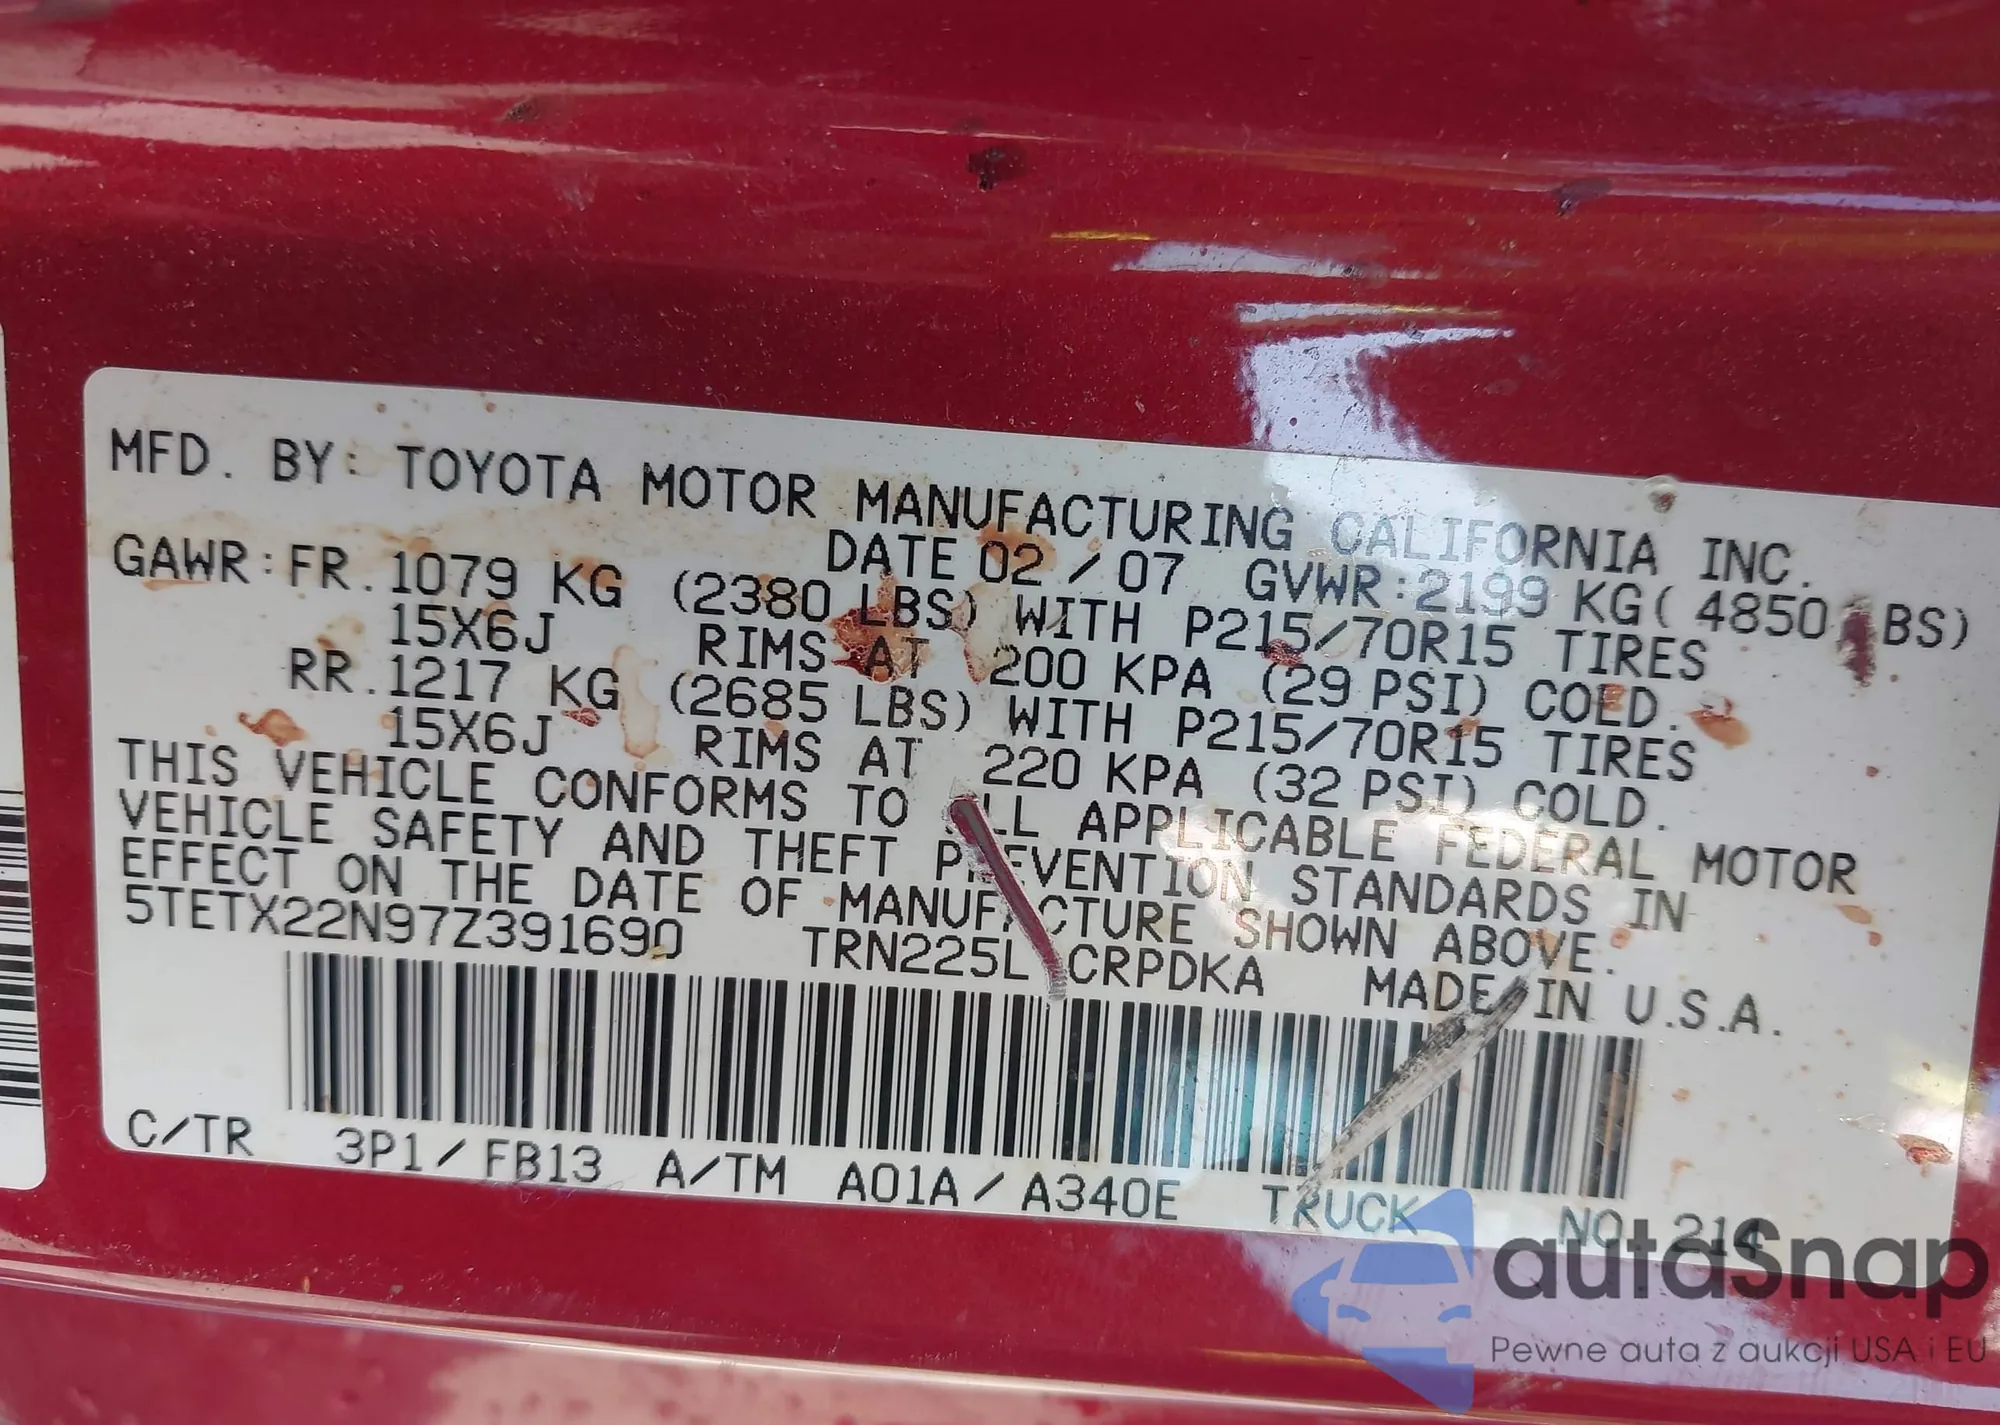 MFD. BY: TOYOTA MOTOR MANUFACTURING CALIFORNIA INC.
DATE 02 / 07 GVWR:2199 KG( 4850 LBS)
GAWR:FR.1079 KG (2380 LBS) WITH P215/70R15 TIRES
15X6J RIMS AT 200 KPA (29 PSI) COLD.
RR.1217 KG (2685 LBS) WITH P215/70R15 TIRES
15X6J RIMS AT 220 KPA (32 PSI) COLD.
THIS VEHICLE CONFORMS TO ALL APPLICABLE FEDERAL MOTOR
VEHICLE SAFETY AND THEFT PREVENTION STANDARDS IN
EFFECT ON THE DATE OF MANUFACTURE SHOWN ABOVE.
5TETX22N97Z391690 TRN225L CRPDKA MADE IN U.S.A.
C/TR 3P1/ FB13 A/TM A01A / A340E TRUCK NO. 214
autaSnap
Pewne auta z aukcji USA i EU